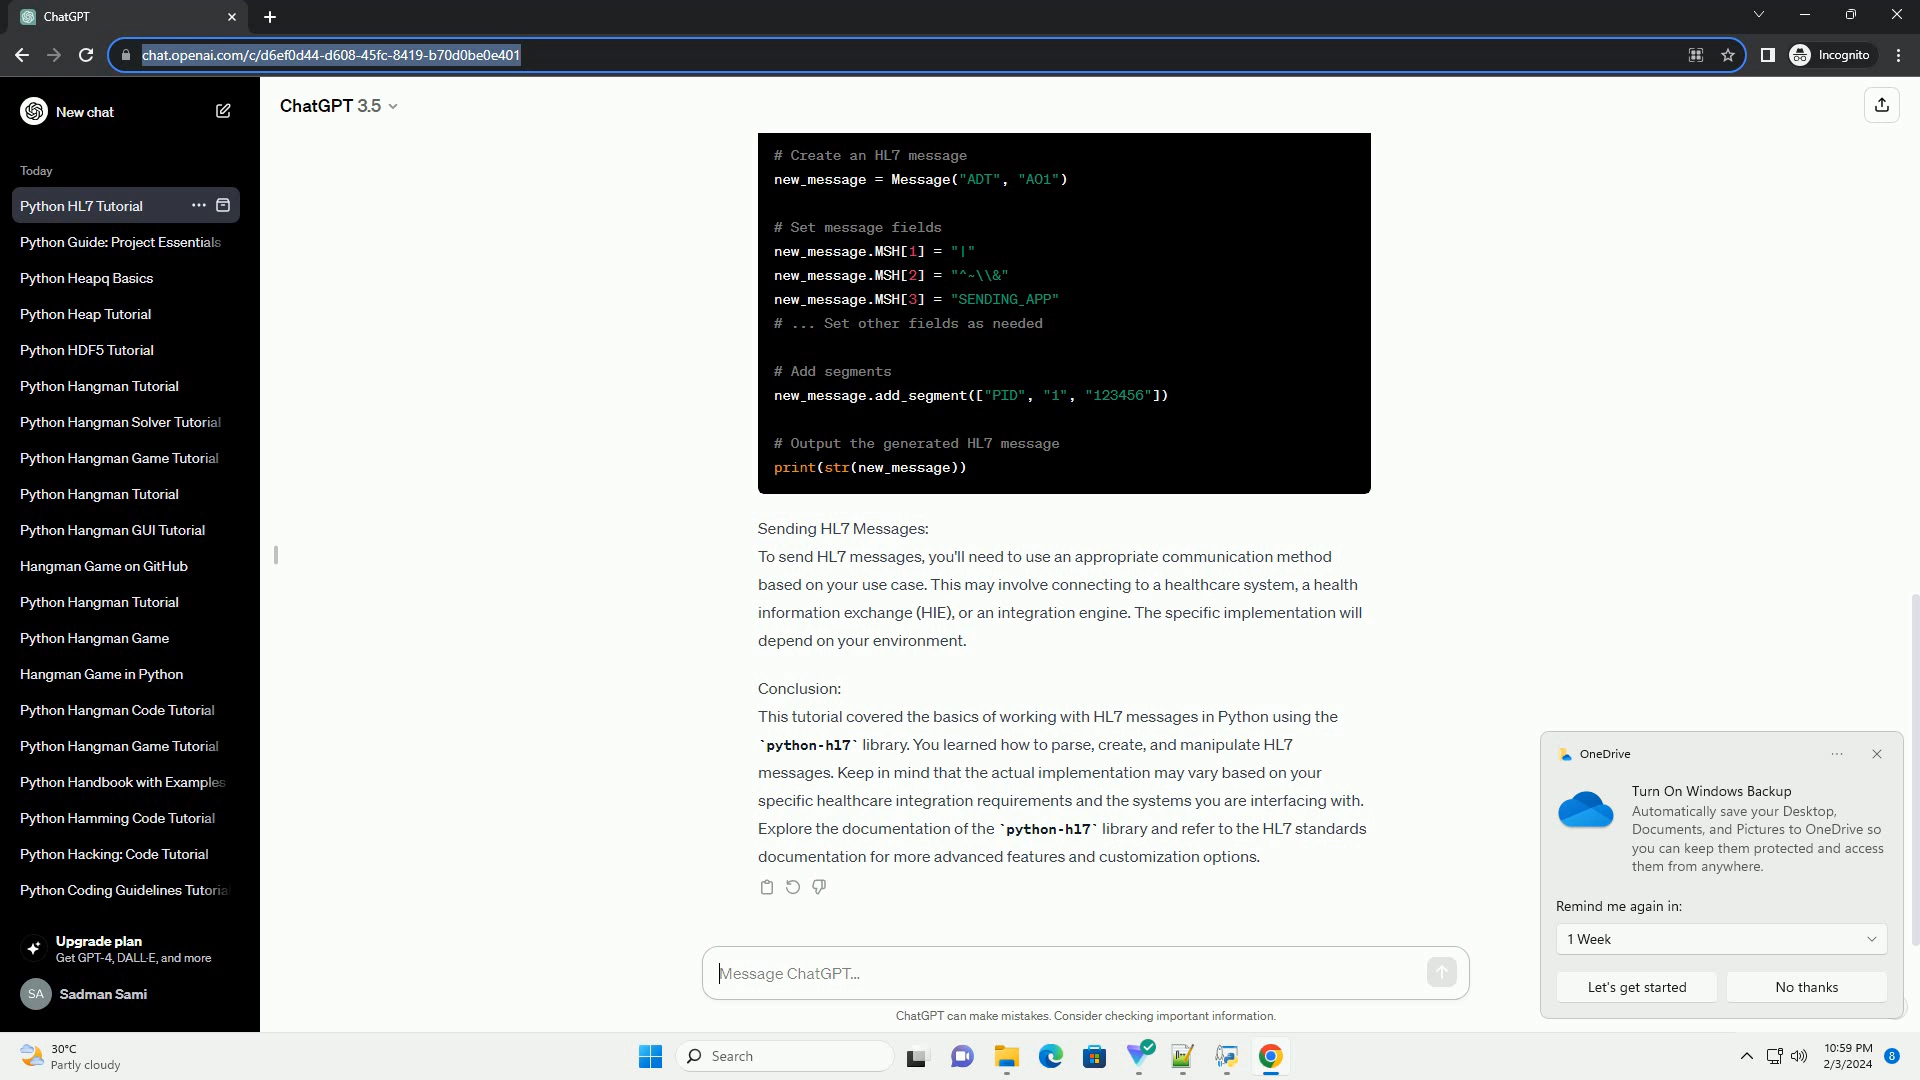 ChatGPT
chat.openai.com/c/d6ef0d44-d608-45fc-8419-b70d0be0e401
Incognito
New chat
Today
Python HL7 Tutorial
Python Guide: Project Essentials
Python Heapq Basics
Python Heap Tutorial
Python HDF5 Tutorial
Python Hangman Tutorial
Python Hangman Solver Tutorial
Python Hangman Game Tutorial
Python Hangman Tutorial
Python Hangman GUI Tutorial
Hangman Game on GitHub
Python Hangman Tutorial
Python Hangman Game
Hangman Game in Python
Python Hangman Code Tutorial
Python Hangman Game Tutorial
Python Handbook with Examples
Python Hamming Code Tutorial
Python Hacking: Code Tutorial
Python Coding Guidelines Tutoria
Upgrade plan
Get GPT-4, DALL·E, and more
SA
Sadman Sami
ChatGPT 3.5
# Create an HL7 message
new_message = Message("ADT", "A01")
# Set message fields
new_message.MSH[1] = "|"
new_message.MSH[2] = "^~\\&"
new_message.MSH[3] = "SENDING_APP"
# ... Set other fields as needed
# Add segments
new_message.add_segment(["PID", "1", "123456"])
# Output the generated HL7 message
print(str(new_message))
Sending HL7 Messages:
To send HL7 messages, you'll need to use an appropriate communication method
based on your use case. This may involve connecting to a healthcare system, a health
information exchange (HIE), or an integration engine. The specific implementation will
depend on your environment.
Conclusion:
This tutorial covered the basics of working with HL7 messages in Python using the
`python-hl7` library. You learned how to parse, create, and manipulate HL7
messages. Keep in mind that the actual implementation may vary based on your
specific healthcare integration requirements and the systems you are interfacing with.
Explore the documentation of the `python-hl7` library and refer to the HL7 standards
documentation for more advanced features and customization options.
Message ChatGPT...
ChatGPT can make mistakes. Consider checking important information.
OneDrive
Turn On Windows Backup
Automatically save your Desktop,
Documents, and Pictures to OneDrive so
you can keep them protected and access
them from anywhere.
Remind me again in:
1 Week
Let's get started
No thanks
30°C
Partly cloudy
Search
10:59 PM
2/3/2024
8